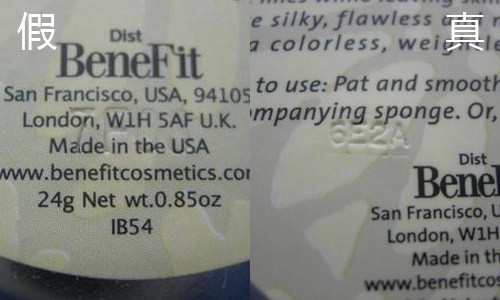 假
Dist
BeneFit
San Francisco, USA, 94105
London, W1H 5AF U.K.
Made in the USA
www.benefitcosmetics.co
24g Net wt.0.85oz
IB54
真
e silky, flawless
a colorless,
to use: Pat and smooth
mpanying sponge. Or,
6E2A
Dist
Bene
San Francisco, U
London, W1H
Made in th
www.benefitco